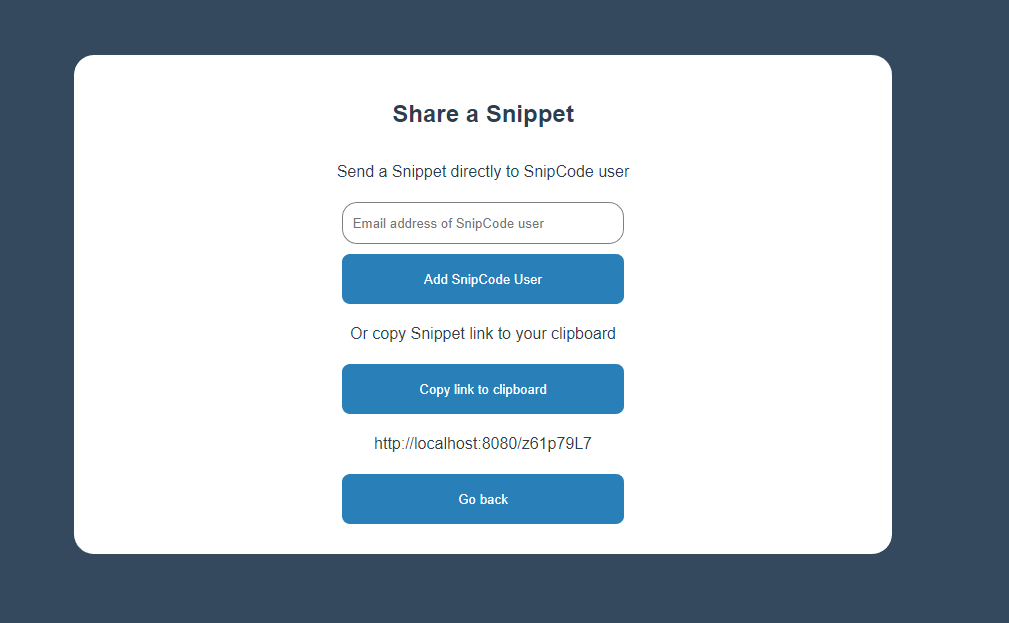 Share a Snippet
Send a Snippet directly to SnipCode user
Email address of SnipCode user
Add SnipCode User
Or copy Snippet link to your clipboard
Copy link to clipboard
http://localhost:8080/z61p79L7
Go back